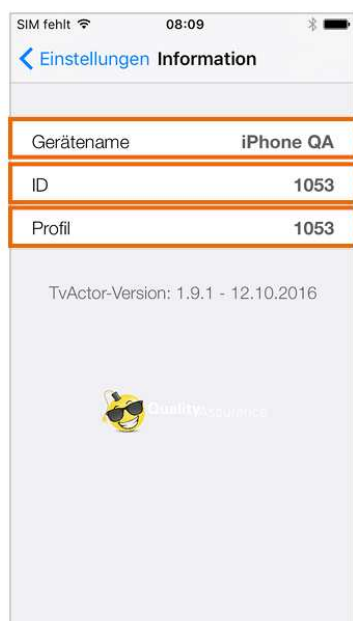 SIM fehlt 08:09
Einstellungen Information
Gerätename iPhone QA
ID 1053
Profil 1053
TvActor-Version: 1.9.1 - 12.10.2016
Qualityassurance